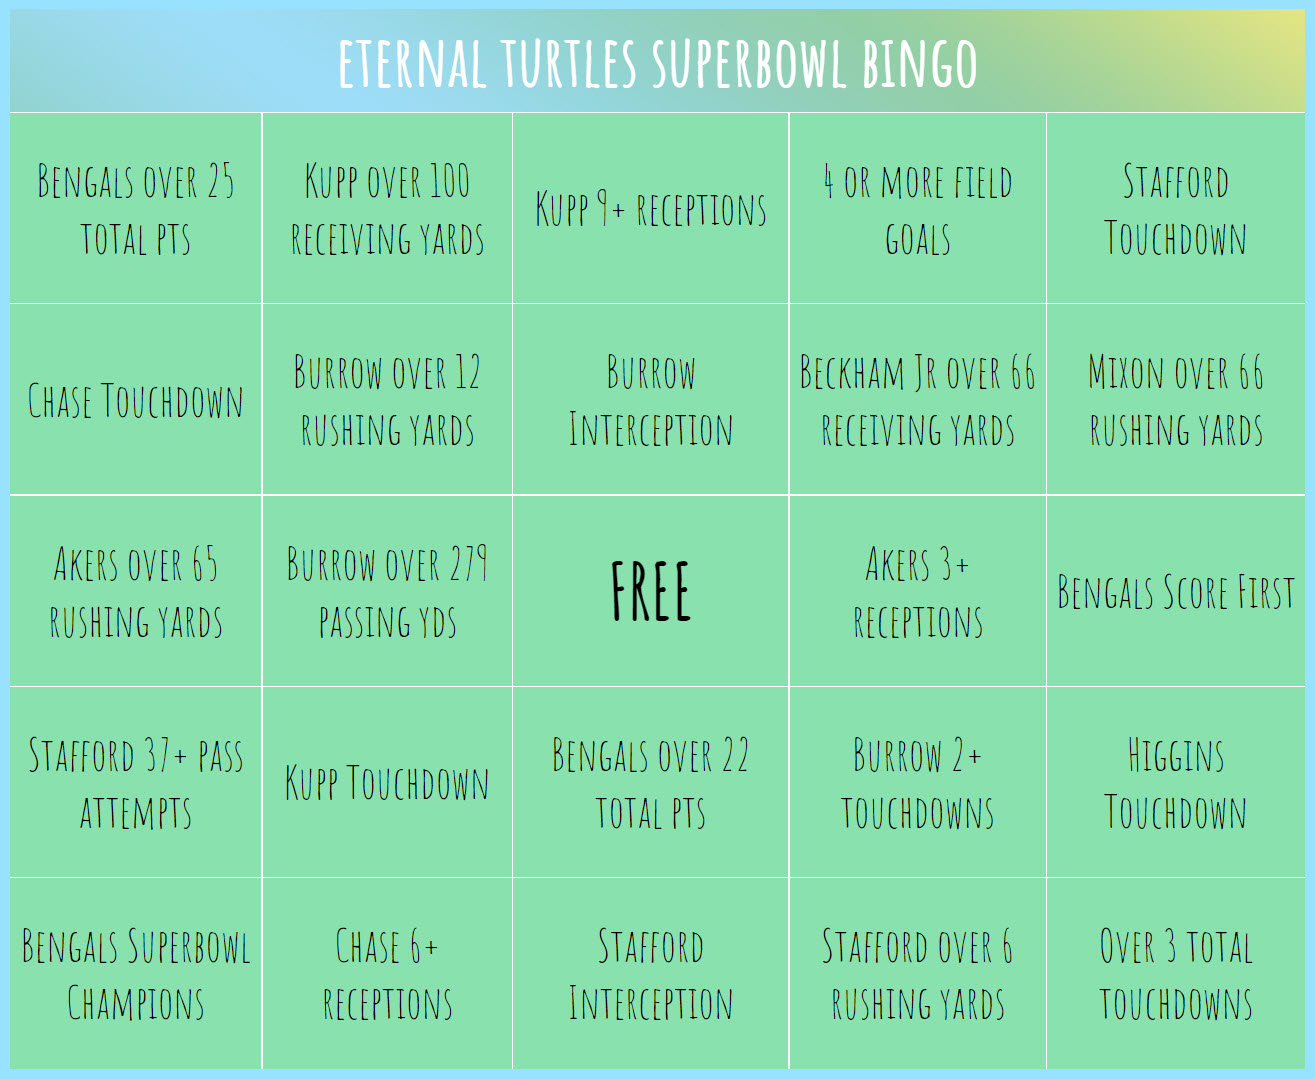 ETERNAL TURTLES SUPERBOWL BINGO
BENGALS OVER 25
TOTAL PTS
KUPP OVER 100
RECEIVING YARDS
KUPP 9+ RECEPTIONS
4 OR MORE FIELD
GOALS
STAFFORD
TOUCHDOWN
CHASE TOUCHDOWN
BURROW OVER 12
RUSHING YARDS
BURROW
INTERCEPTION
BECKHAM JR OVER 66
RECEIVING YARDS
MIXON OVER 66
RUSHING YARDS
AKERS OVER 65
RUSHING YARDS
BURROW OVER 279
PASSING YDS
FREE
AKERS 3+
RECEPTIONS
BENGALS SCORE FIRST
STAFFORD 37+ PASS
ATTEMPTS
KUPP TOUCHDOWN
BENGALS OVER 22
TOTAL PTS
BURROW 2+
TOUCHDOWNS
HIGGINS
TOUCHDOWN
BENGALS SUPERBOWL
CHAMPIONS
CHASE 6+
RECEPTIONS
STAFFORD
INTERCEPTION
STAFFORD OVER 6
RUSHING YARDS
OVER 3 TOTAL
TOUCHDOWNS